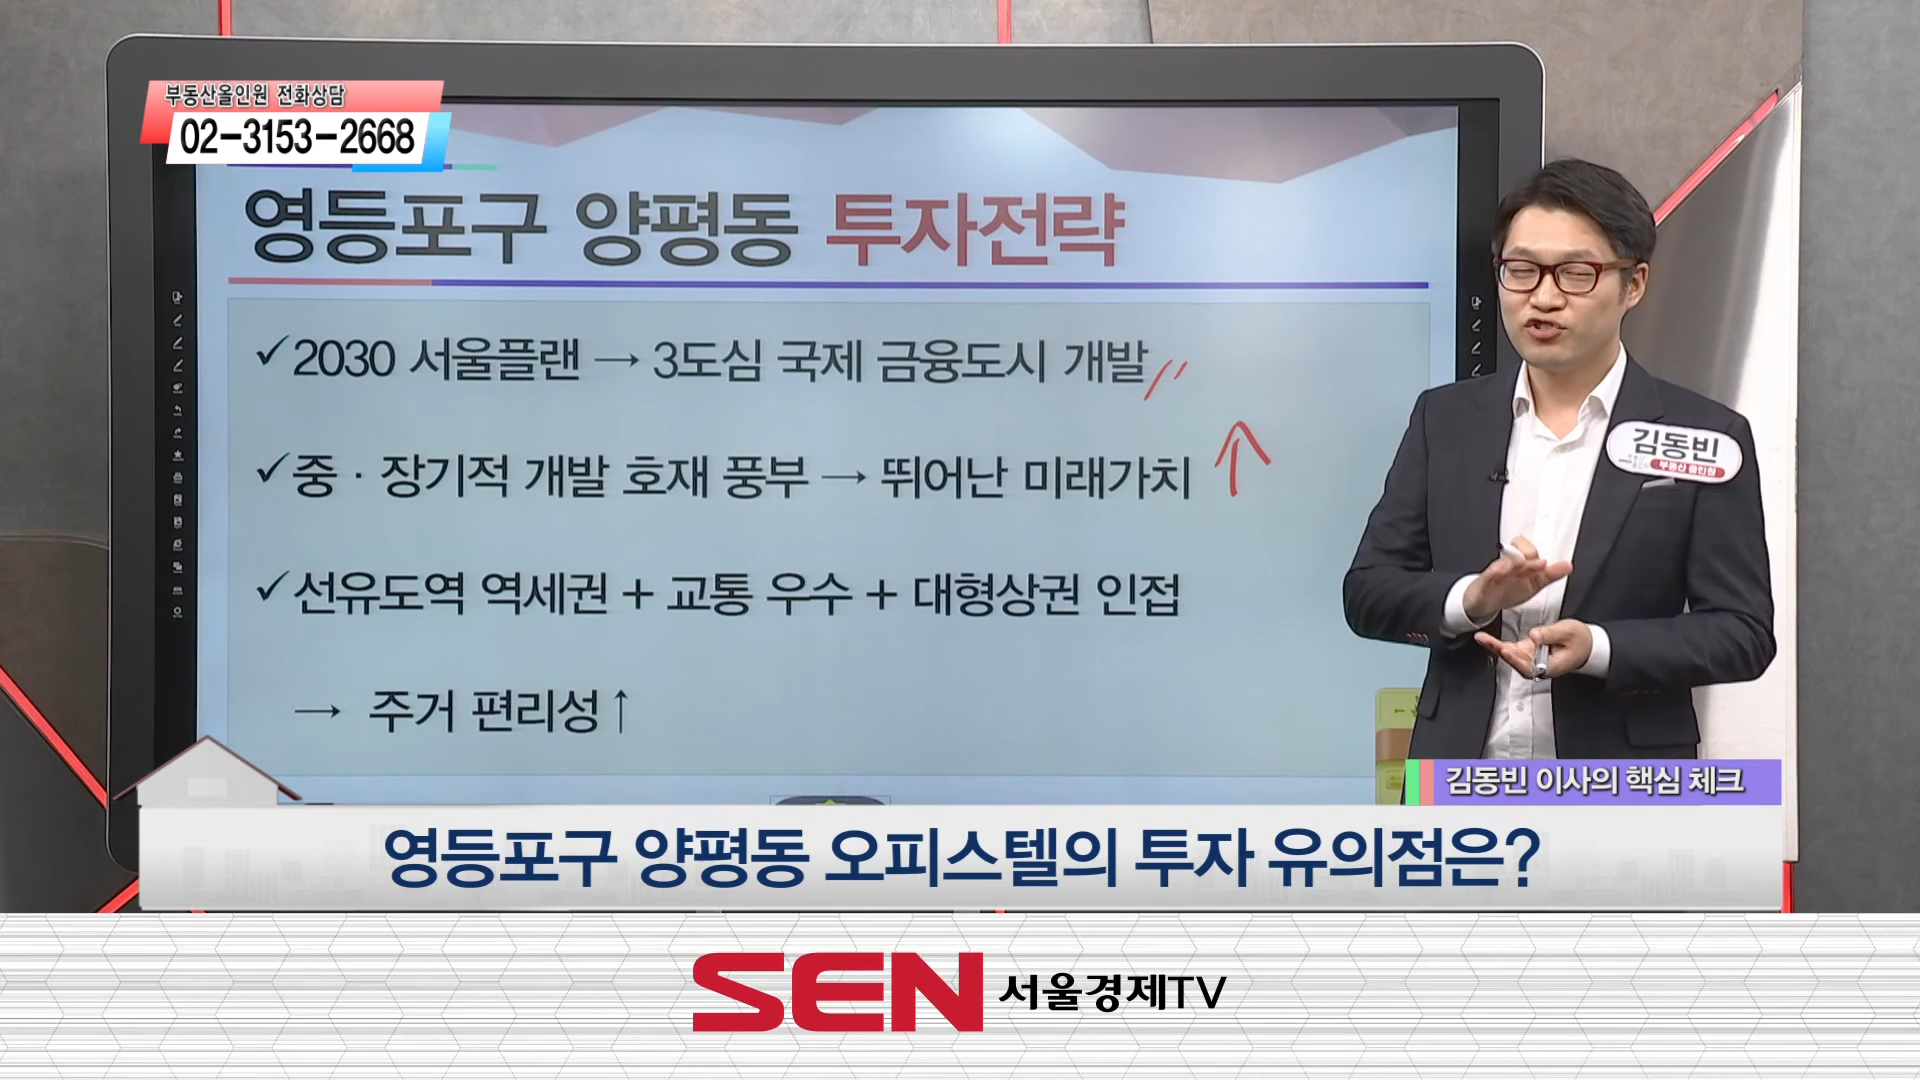 부동산올인원 전화상담
02-3153-2668
영등포구 양평동 투자전략
✓2030 서울플랜 → 3도심 국제 금융도시 개발
✓중·장기적 개발 호재 풍부 → 뛰어난 미래가치
✓선유도역 역세권 + 교통 우수 + 대형상권 인접
→ 주거 편리성↑
김동빈
부동산 올인원
김동빈 이사의 핵심 체크
영등포구 양평동 오피스텔의 투자 유의점은?
SEN 서울경제TV